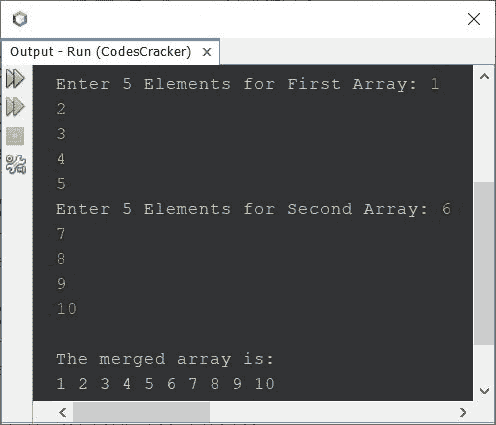 Output - Run (CodesCracker)
Enter 5 Elements for First Array: 1
2
3
4
5
Enter 5 Elements for Second Array: 6
7
8
9
10
The merged array is:
1 2 3 4 5 6 7 8 9 10